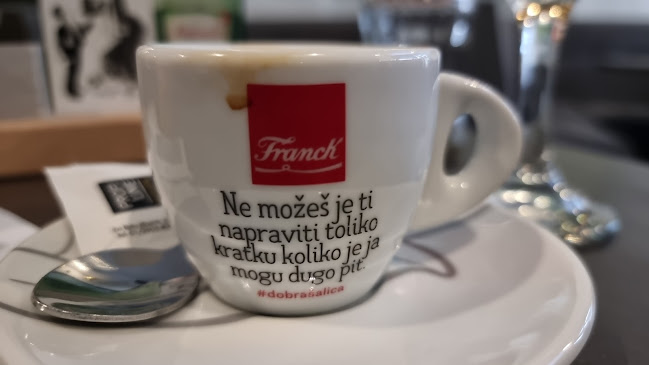 Franck
Ne možeš je ti
napraviti toliko
kratku koliko je ja
mogu dugo pit.
#dobrašalica